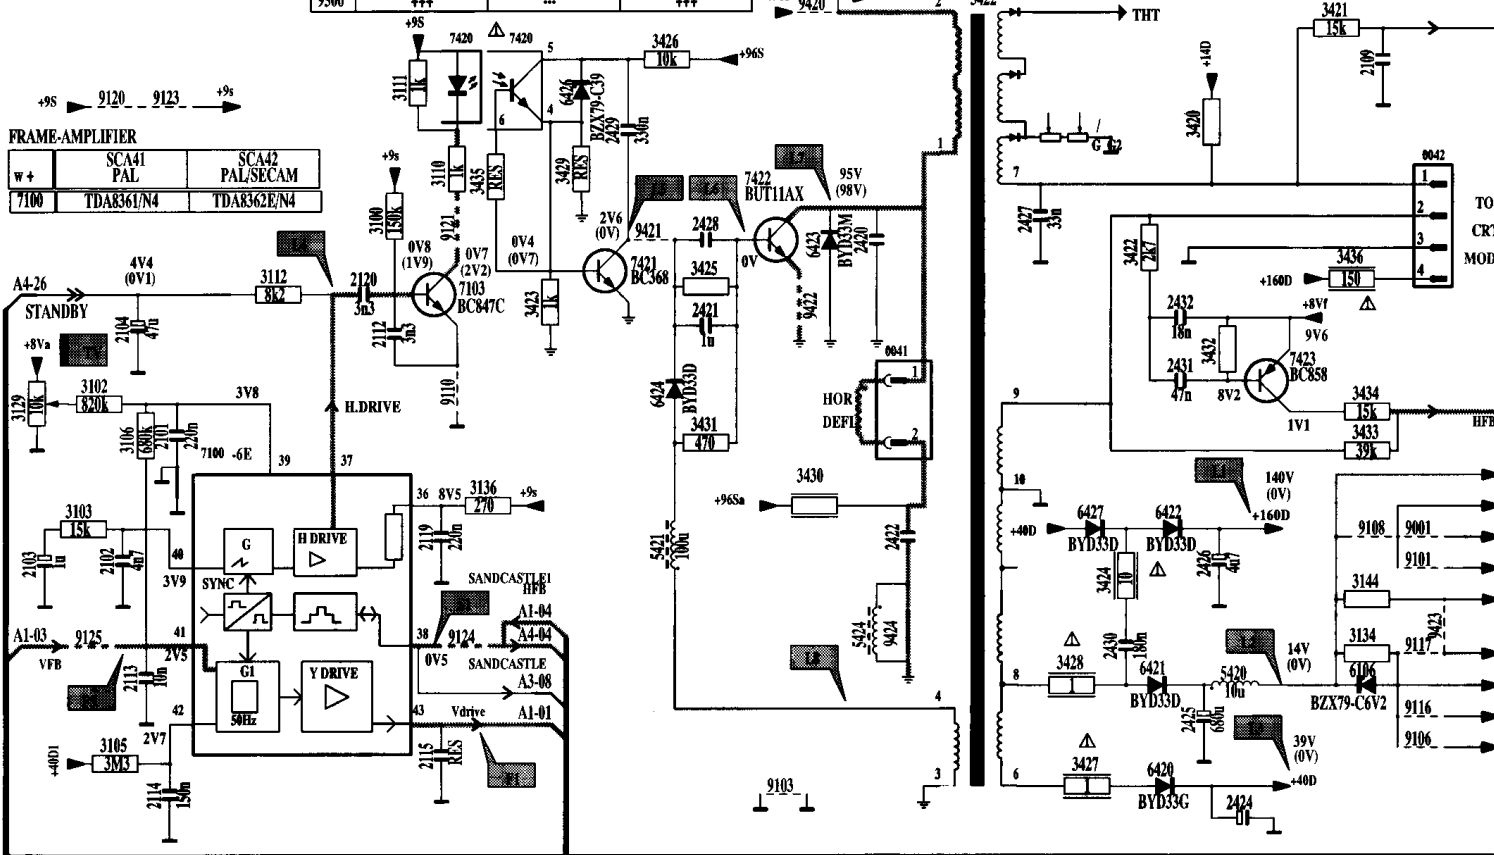 9500 +++ ... +++
9420
2
3422
THT
3421
15k
2109
+9S
7420
7420
5
3426
10k
+96S
3111
1k
6426
BZX79-C39
4
6
2429
330n
+14D
3420
+9S 9120 9123 +9s
FRAME-AMPLIFIER
SCA41 SCA42
w + PAL PAL/SECAM
7100 TDA8361/N4 TDA8362E/N4
+9s
3110
1k
3435
RES
3429
RES
3100
150k
9121
1
G G2
7
0042
1
2
3
4
TO
CRT
MOD
7422
BUT11AX
95V
(98V)
2427
33n
0V8
(1V9)
0V7
(2V2)
0V4
(0V7)
2V6
(0V)
9421
2428
0V
6423
BYD33M
2420
3422
2k7
3436
150
+160D
7421
BC368
3425
9422
A4-26
STANDBY
4V4
(0V1)
3112
8k2
2120
3n3
7103
BC847C
3423
1k
2421
1u
2432
18n
+8Vf
9V6
3432
2104
47u
2112
3n3
+8Va
0041
1
2
2431
47n
7423
BC858
8V2
3129
10k
3102
820k
3V8
9110
6424
BYD33D
HOR
DEFL
9
3434
15k
1V1
3433
39k
HFB
H.DRIVE
3106
680k
2101
220n
7100 -6E
3431
470
39
37
36 8V5
3136
270
+9s
3430
+96Sa
10
140V
(0V)
+160D
3103
15k
2103
1u
2102
4n7
40
3V9
G
H DRIVE
SYNC
2119
220n
5421
100u
2422
+40D
6427
BYD33D
6422
BYD33D
2426
4u7
3424
10
9108
9001
9101
3144
SANDCASTLE1
HFB
A1-04
A4-04
A1-03
VFB
9125
41
2V5
38
0V5
9124
SANDCASTLE
A3-08
5424
9424
9423
2430
180n
3134
9117
2113
10n
G1
50Hz
Y DRIVE
42
2V7
43
Vdrive
A1-01
4
8
3428
1
6421
BYD33D
5420
10u
14V
(0V)
6106
BZX79-C6V2
2425
680u
9116
9106
+40D1
3105
3M3
2114
150n
2115
RES
39V
(0V)
+40D
9103
3
6
3427
1
6420
BYD33G
2424